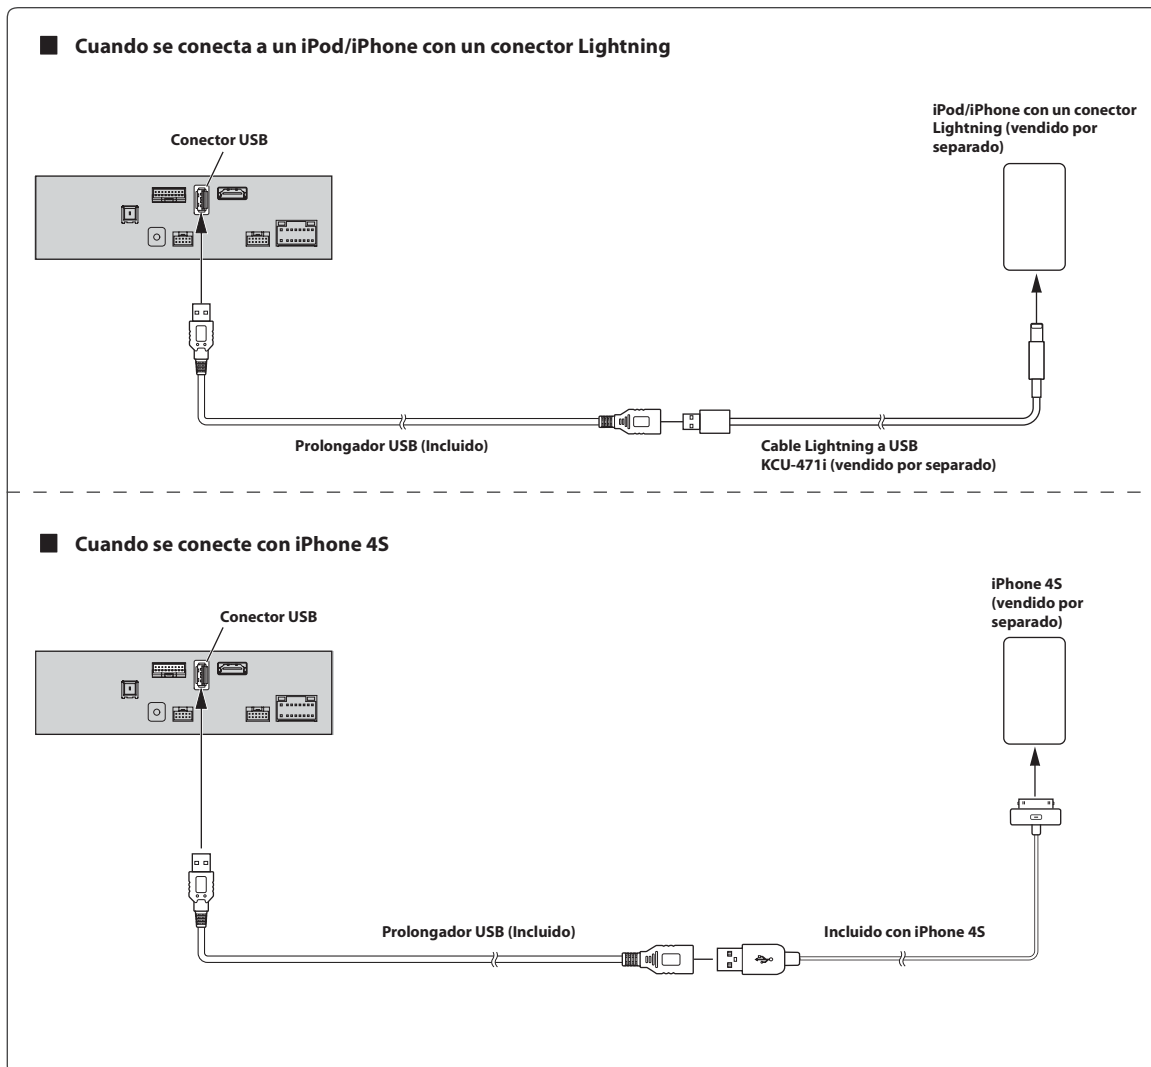 Cuando se conecta a un iPod/iPhone con un conector Lightning
iPod/iPhone con un conector
Lightning (vendido por
separado)
Conector USB
Prolongador USB (Incluido)
Cable Lightning a USB
KCU-471i (vendido por separado)
Cuando se conecte con iPhone 4S
iPhone 4S
(vendido por
separado)
Conector USB
Prolongador USB (Incluido)
Incluido con iPhone 4S